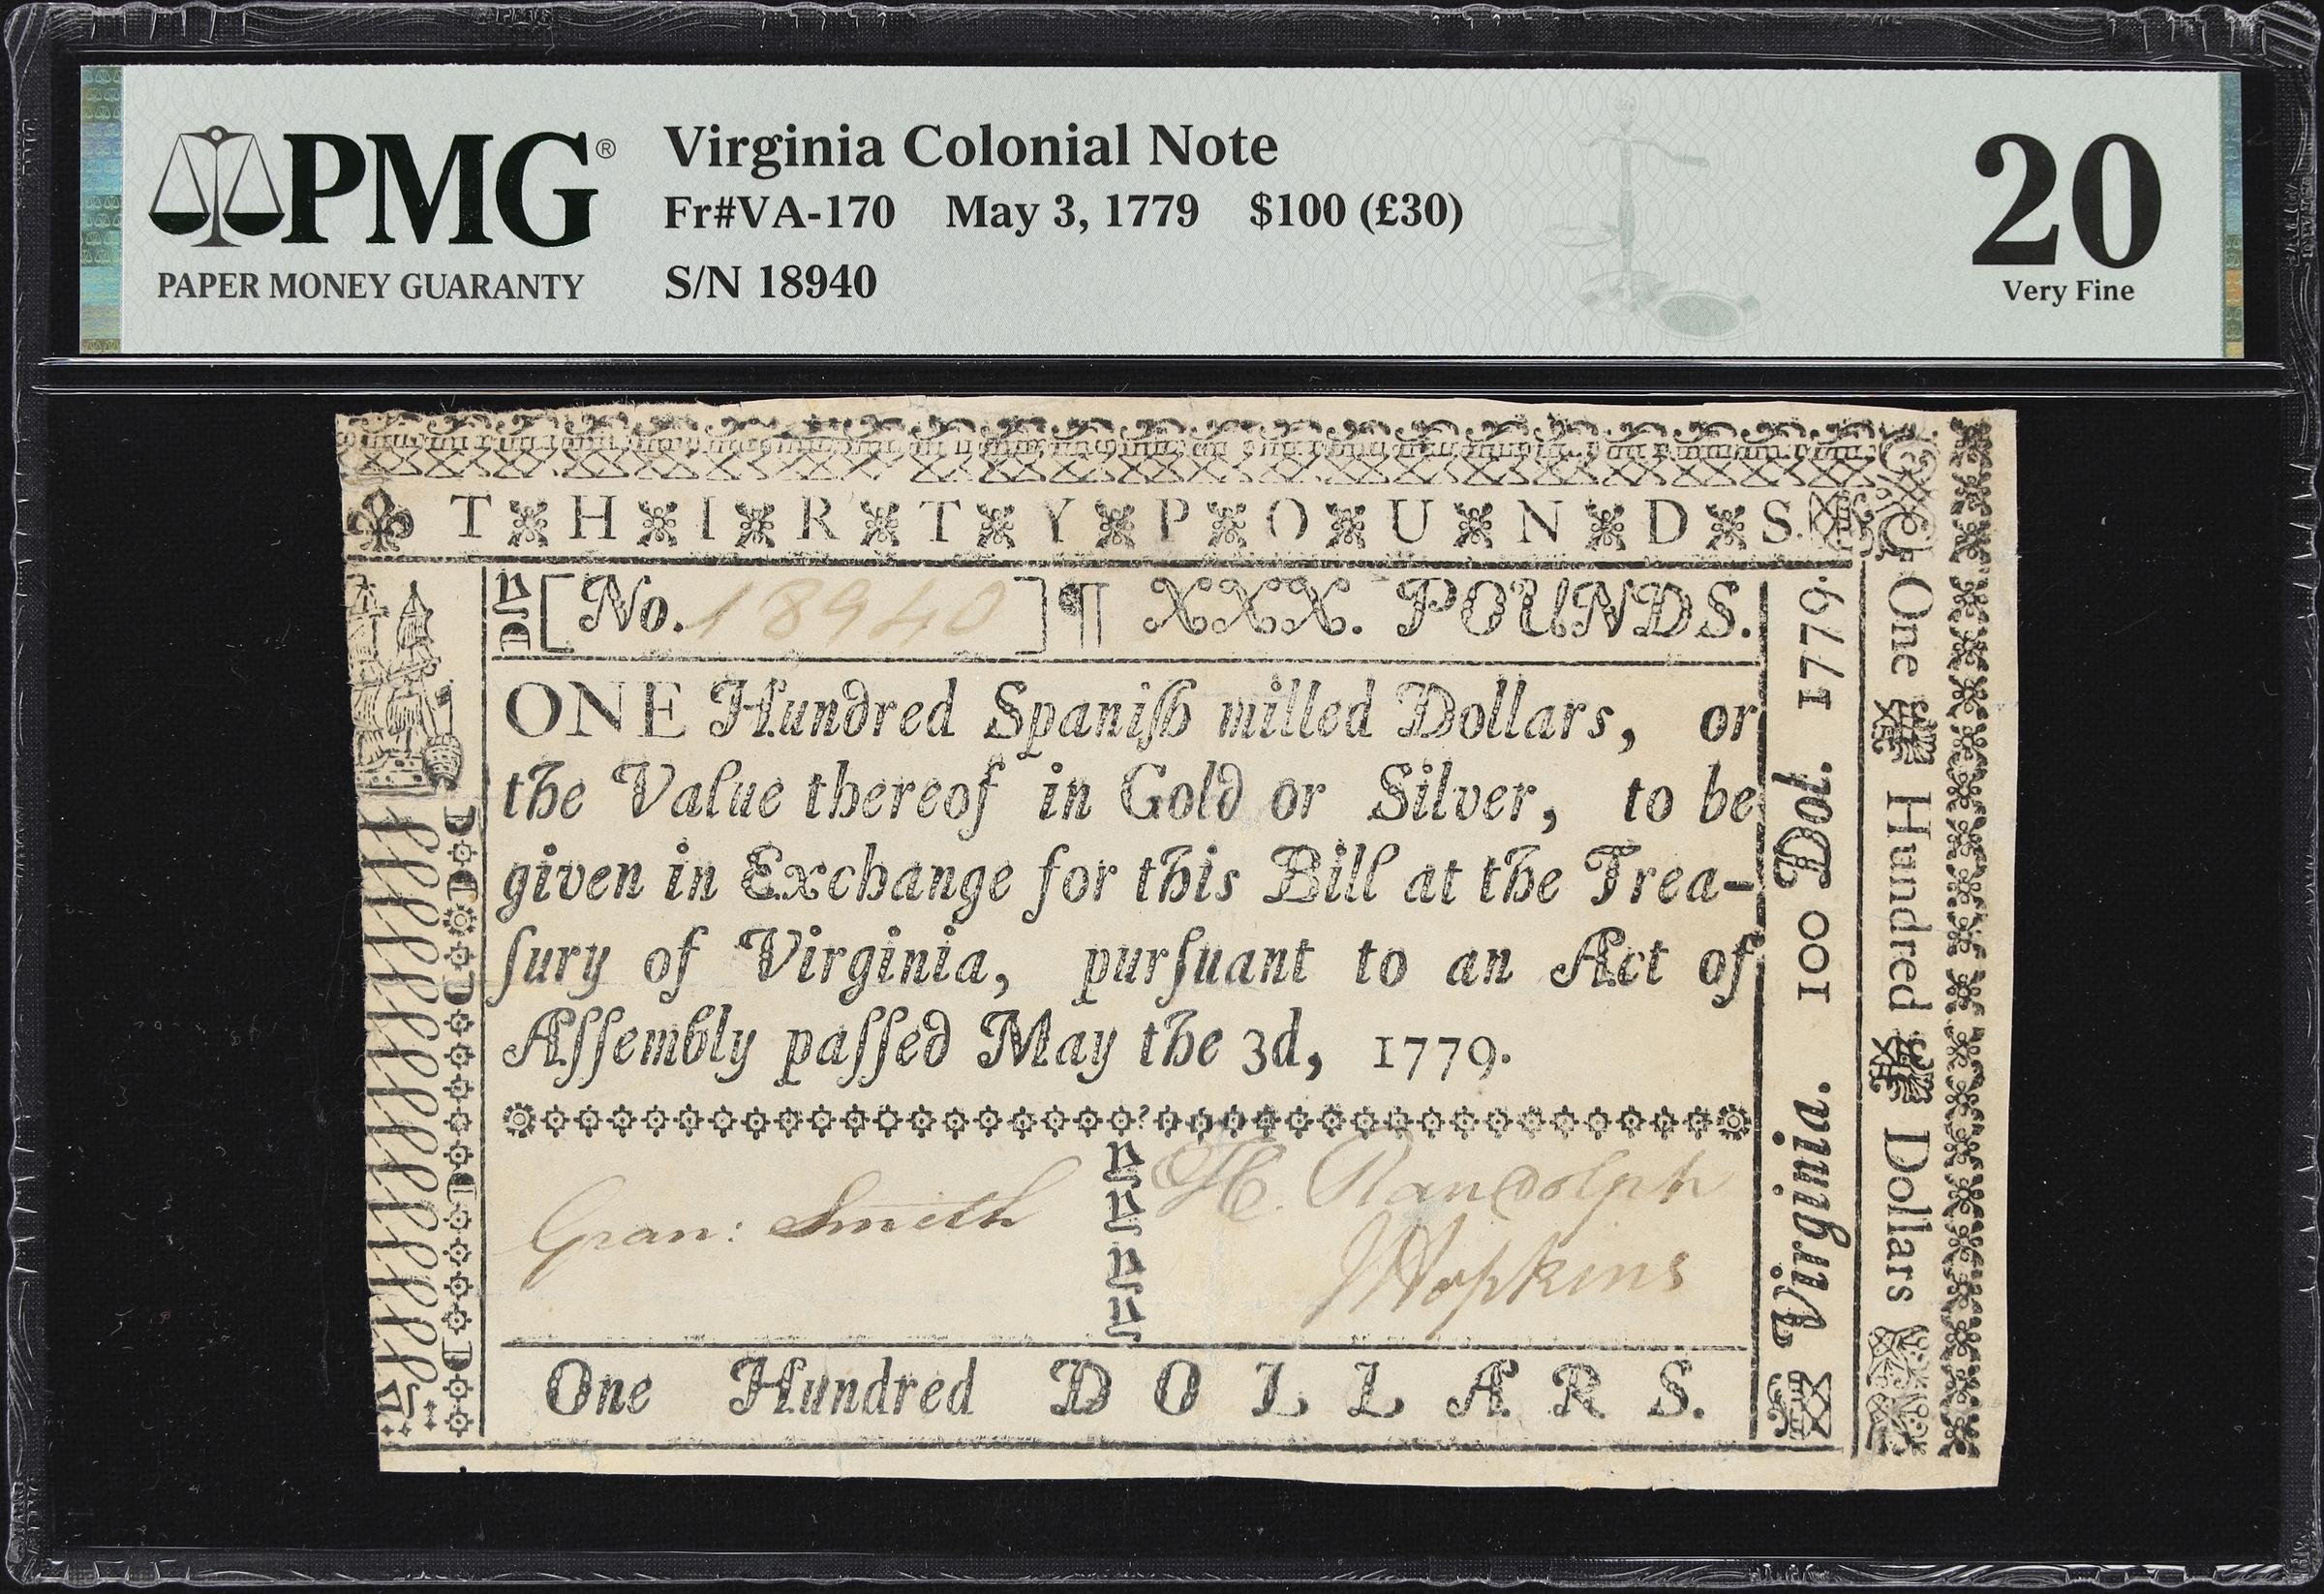 PMG®
PAPER MONEY GUARANTY
Virginia Colonial Note
Fr#VA-170 May 3, 1779 $100 (£30)
S/N 18940
20
Very Fine
THIRTY POUNDS.
[No. 18940]¶ XXX. POUNDS.
ONE Hundred Spaniſh milled Dollars, or
the Value thereof in Gold or Silver, to be
given in Exchange for this Bill at the Trea-
ſury of Virginia, purſuant to an Act of
Aſſembly paſſed May the 3d, 1779.
Gran: Smith
H. Randolph
J Hopkins
One Hundred DOLLARS.
Virginia. 100 Dol. 1779.
One Hundred Dollars